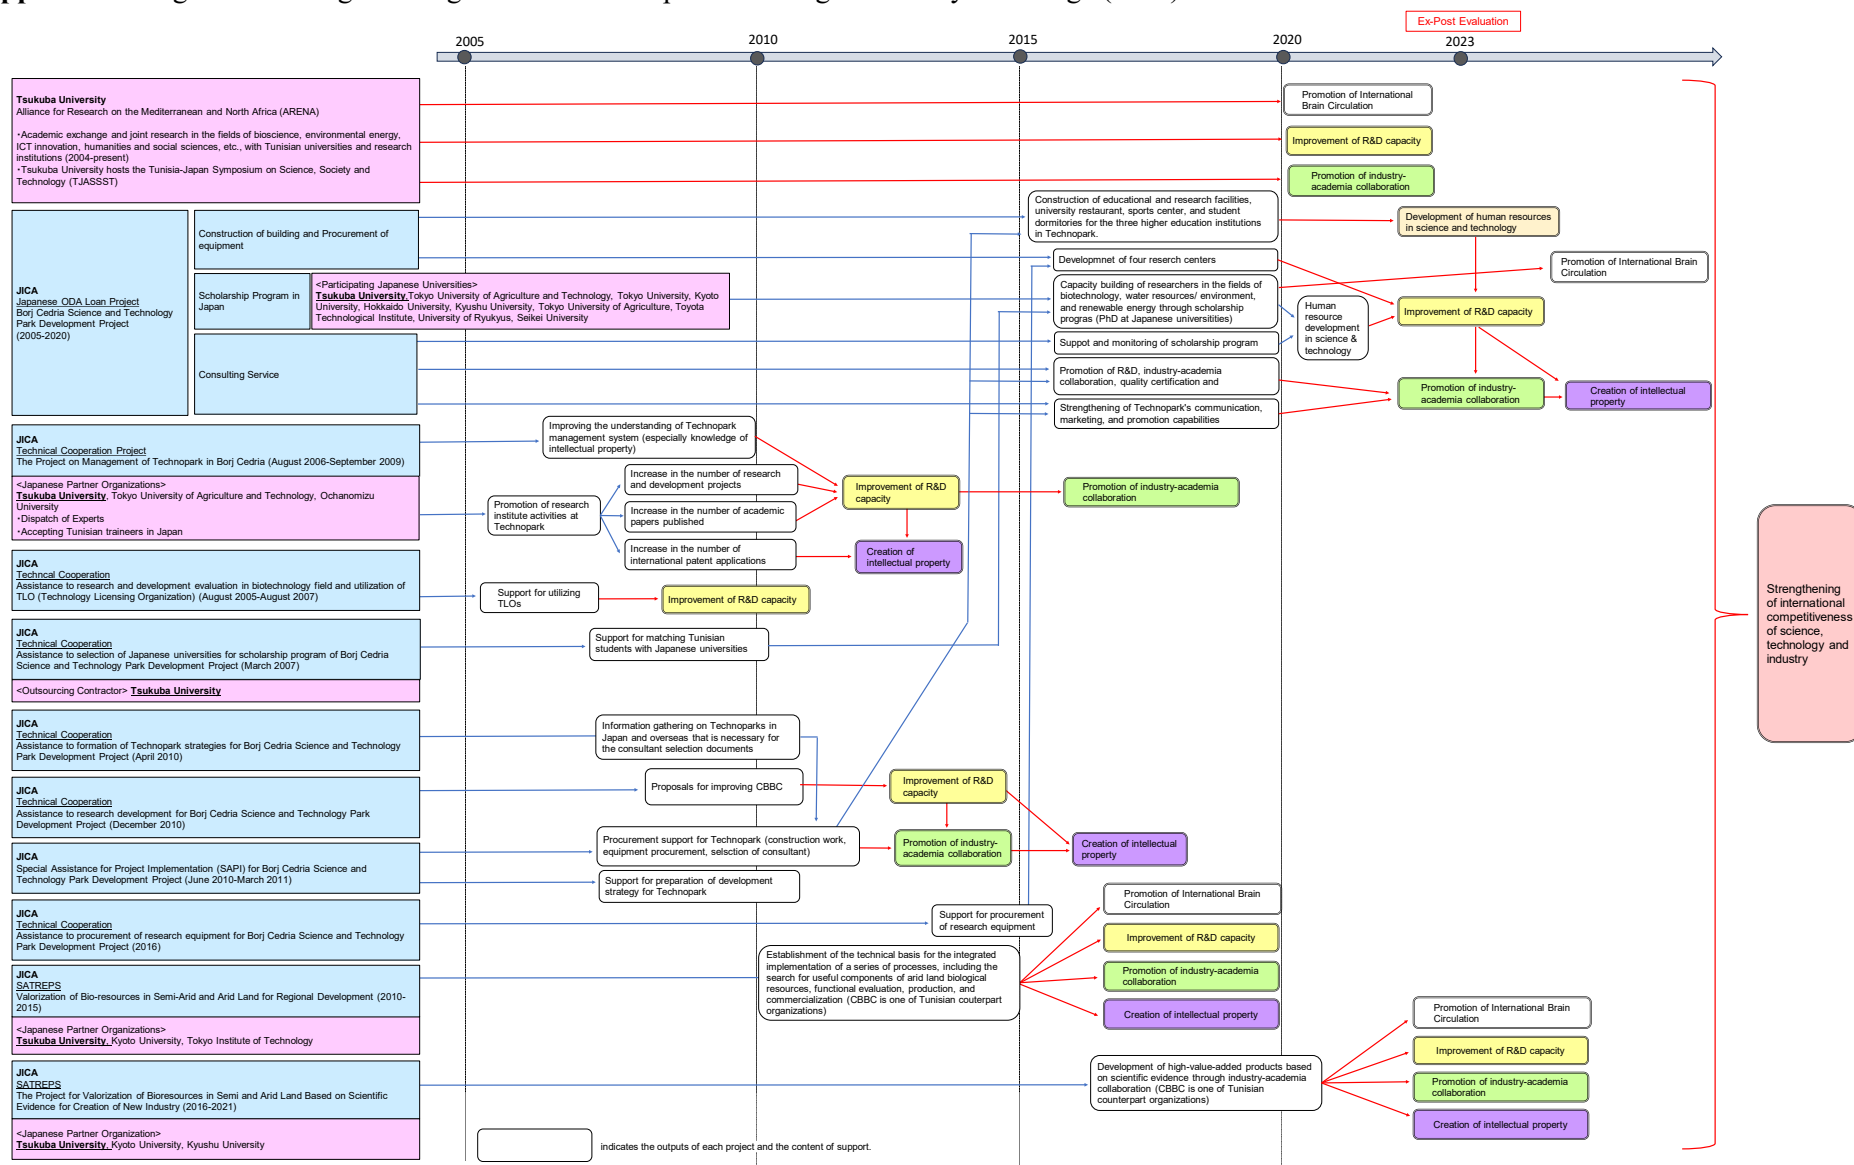 Ex-Post Evaluation
2005
2010
2015
2020
2023
Tsukuba University
Alliance for Research on the Mediterranean and North Africa (ARENA)
・Academic exchange and joint research in the fields of bioscience, environmental energy,
ICT innovation, humanities and social sciences, etc., with Tunisian universities and research
institutions (2004-present)
・Tsukuba University hosts the Tunisia-Japan Symposium on Science, Society and
Technology (TJASSST)
Promotion of International
Brain Circulation
Improvement of R&D capacity
Promotion of industry-
academia collaboration
JICA
Japanese ODA Loan Project
Borj Cedria Science and Technology
Park Development Project
(2005-2020)
Construction of building and Procurement of
equipment
Scholarship Program in
Japan
<Participating Japanese Universities>
Tsukuba University,Tokyo University of Agriculture and Technology, Tokyo University, Kyoto
University, Hokkaido University, Kyushu University, Tokyo University of Agriculture, Toyota
Technological Institute, University of Ryukyus, Seikei University
Consulting Service
Construction of educational and research facilities,
university restaurant, sports center, and student
dormitories for the three higher education institutions
in Technopark.
Developmnet of four reserch centers
Capacity building of researchers in the fields of
biotechnology, water resources/ environment,
and renewable energy through scholarship
progras (PhD at Japanese universitities)
Suppot and monitoring of scholarship program
Promotion of R&D, industry-academia
collaboration, quality certification and
Strengthening of Technopark's communication,
marketing, and promotion capabilities
Human
resource
development
in science &
technology
Development of human resources
in science and technology
Promotion of International Brain
Circulation
Improvement of R&D capacity
Promotion of industry-
academia collaboration
Creation of intellectual
property
JICA
Technical Cooperation Project
The Project on Management of Technopark in Borj Cedria (August 2006-September 2009)
<Japanese Partner Organizations>
Tsukuba University, Tokyo University of Agriculture and Technology, Ochanomizu
University
・Dispatch of Experts
・Accepting Tunisian trainees in Japan
Improving the understanding of Technopark
management system (especially knowledge of
intellectual property)
Promotion of research
institute activities at
Technopark
Increase in the number of research
and development projects
Increase in the number of academic
papers published
Increase in the number of
international patent applications
Improvement of R&D
capacity
Creation of
intellectual property
Promotion of industry-academia
collaboration
JICA
Techncal Cooperation
Assistance to research and development evaluation in biotechnology field and utilization of
TLO (Technology Licensing Organization) (August 2005-August 2007)
Support for utilizing
TLOs
Improvement of R&D capacity
JICA
Technical Cooperation
Assistance to selection of Japanese universities for scholarship program of Borj Cedria
Science and Technology Park Development Project (March 2007)
<Outsourcing Contractor> Tsukuba University
Support for matching Tunisian
students with Japanese universities
JICA
Technical Cooperation
Assistance to formation of Technopark strategies for Borj Cedria Science and Technology
Park Development Project (April 2010)
Information gathering on Technoparks in
Japan and overseas that is necessary for
the consultant selection documents
JICA
Technical Cooperation
Assistance to research development for Borj Cedria Science and Technology Park
Development Project (December 2010)
Proposals for improving CBBC
Improvement of R&D
capacity
JICA
Special Assistance for Project Implementation (SAPI) for Borj Cedria Science and
Technology Park Development Project (June 2010-March 2011)
Procurement support for Technopark (construction work,
equipment procurement, selection of consultant)
Promotion of industry-
academia collaboration
Creation of intellectual
property
Support for preparation of development
strategy for Technopark
JICA
Technical Cooperation
Assistance to procurement of research equipment for Borj Cedria Science and Technology
Park Development Project (2016)
Support for procurement
of research equipment
JICA
SATREPS
Valorization of Bio-resources in Semi-Arid and Arid Land for Regional Development (2010-
2015)
<Japanese Partner Organizations>
Tsukuba University, Kyoto University, Tokyo Institute of Technology
Establishment of the technical basis for the integrated
implementation of a series of processes, including the
search for useful components of arid land biological
resources, functional evaluation, production, and
commercialization (CBBC is one of Tunisian couterpart
organizations)
Promotion of International Brain
Circulation
Improvement of R&D capacity
Promotion of industry-academia
collaboration
Creation of intellectual property
JICA
SATREPS
The Project for Valorization of Bioresources in Semi and Arid Land Based on Scientific
Evidence for Creation of New Industry (2016-2021)
<Japanese Partner Organization>
Tsukuba University, Kyoto University, Kyushu University
Development of high-value-added products based
on scientific evidence through industry-academia
collaboration (CBBC is one of Tunisian
counterpart organizations)
Promotion of International Brain
Circulation
Improvement of R&D capacity
Promotion of industry-academia
collaboration
Creation of intellectual property
Strengthening
of international
competitiveness
of science,
technology and
industry
indicates the outputs of each project and the content of support.